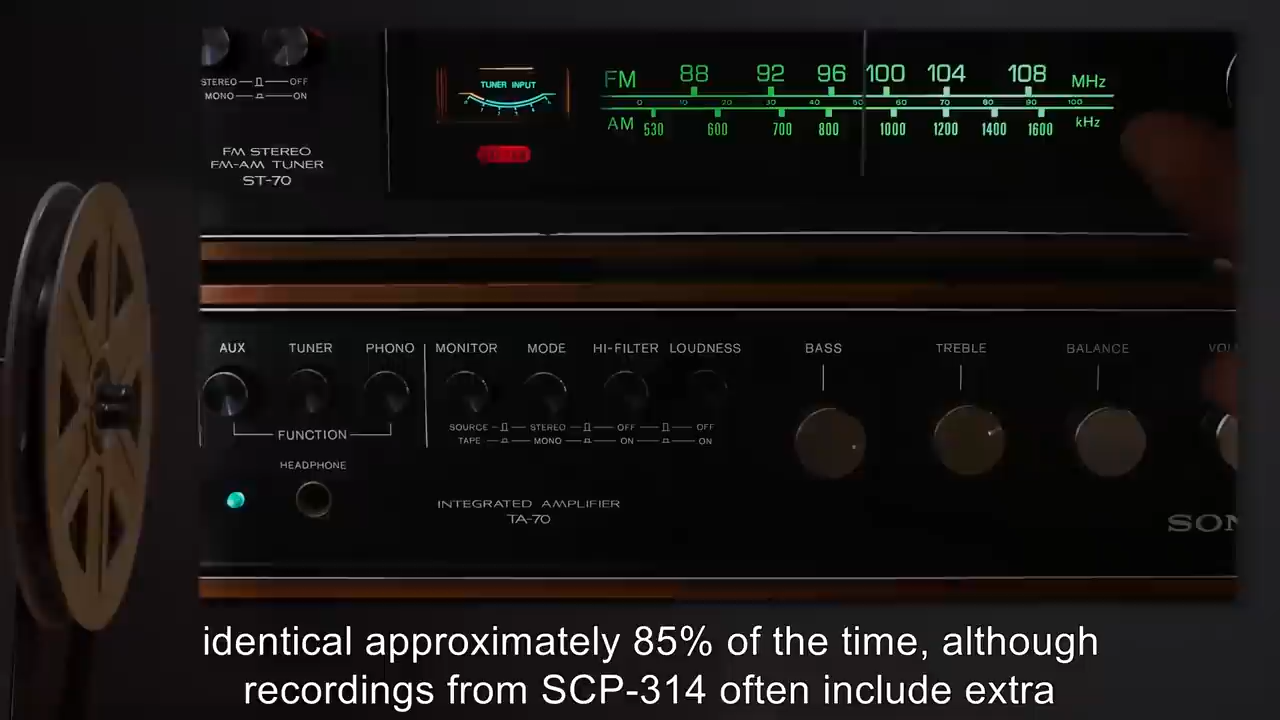 STEREO OFF
MONO ON
FM STEREO
FM-AM TUNER
ST-70
TUNER INPUT
FM 88 92 96 100 104 108 MHz
0 10 20 30 40 50 60 70 80 90 100
AM 530 600 700 800 1000 1200 1400 1600 kHz
AUX TUNER PHONO MONITOR MODE HI-FILTER LOUDNESS BASS TREBLE BALANCE
SOURCE STEREO OFF OFF
TAPE MONO ON ON
FUNCTION
HEADPHONE
INTEGRATED AMPLIFIER
TA-70
identical approximately 85% of the time, although
recordings from SCP-314 often include extra